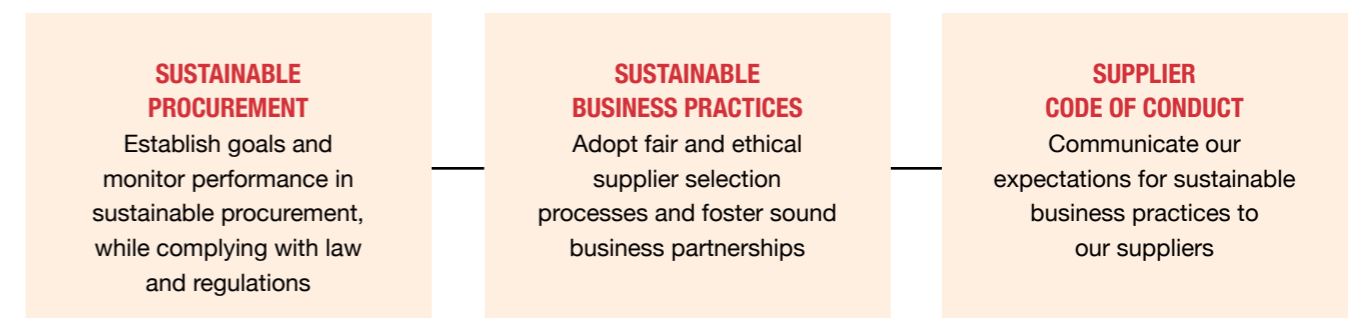 SUSTAINABLE
PROCUREMENT
Establish goals and
monitor performance in
sustainable procurement,
while complying with law
and regulations
SUSTAINABLE
BUSINESS PRACTICES
Adopt fair and ethical
supplier selection
processes and foster sound
business partnerships
SUPPLIER
CODE OF CONDUCT
Communicate our
expectations for sustainable
business practices to
our suppliers